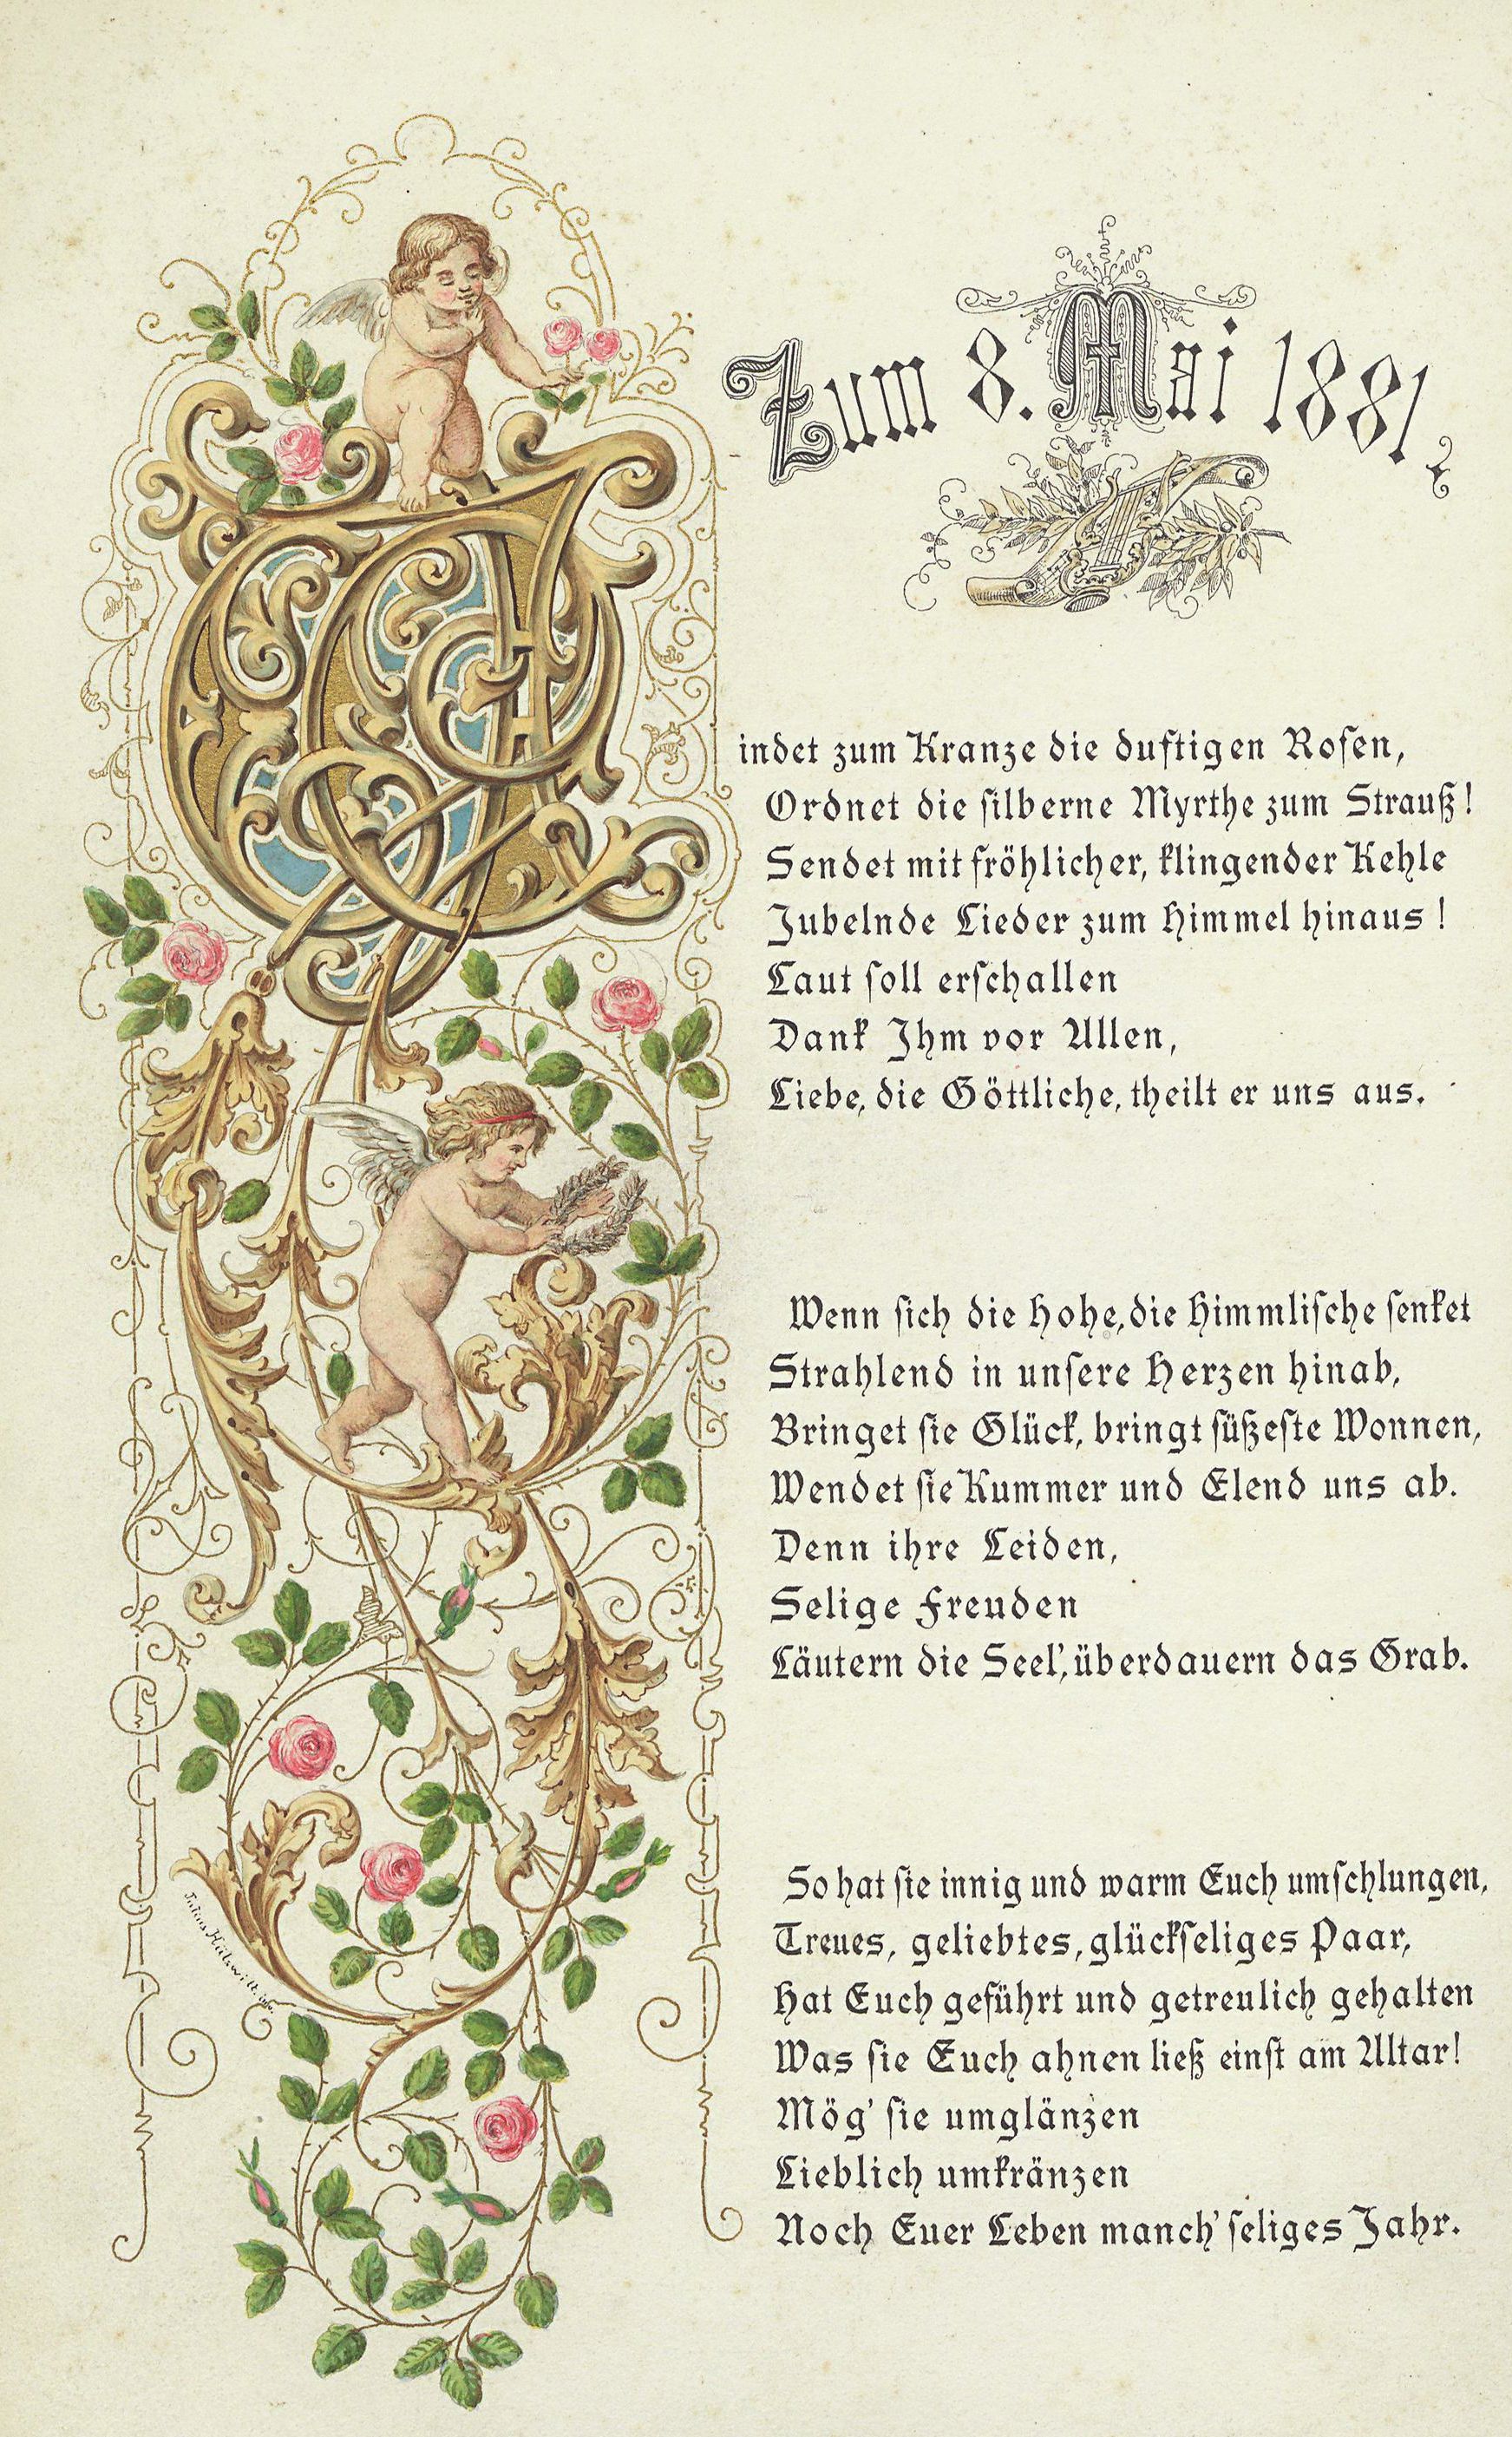 Zum 8. Mai 1881
Windet zum Kranze die duftigen Rosen,
Ordnet die silberne Myrthe zum Strauß!
Sendet mit fröhlicher, klingender Kehle
Jubelnde Lieder zum Himmel hinaus!
Laut soll erschallen
Dank Ihm vor Allen,
Liebe, die Göttliche, theilt er uns aus.
Wenn sich die Hohe, die Himmlische senket
Strahlend in unsere Herzen hinab,
Bringet sie Glück, bringt süßeste Wonnen,
Wendet sie Kummer und Elend uns ab.
Denn ihre Leiden,
Selige Freuden
Läutern die Seel', überdauern das Grab.
So hat sie innig und warm Euch umschlungen,
Treues, geliebtes, glückseliges Paar,
Hat Euch geführt und getreulich gehalten
Was sie Euch ahnen ließ einst am Altar!
Mög' sie umglänzen
Lieblich umkränzen
Noch Euer Leben manch' seliges Jahr.
Julius Hülswitt